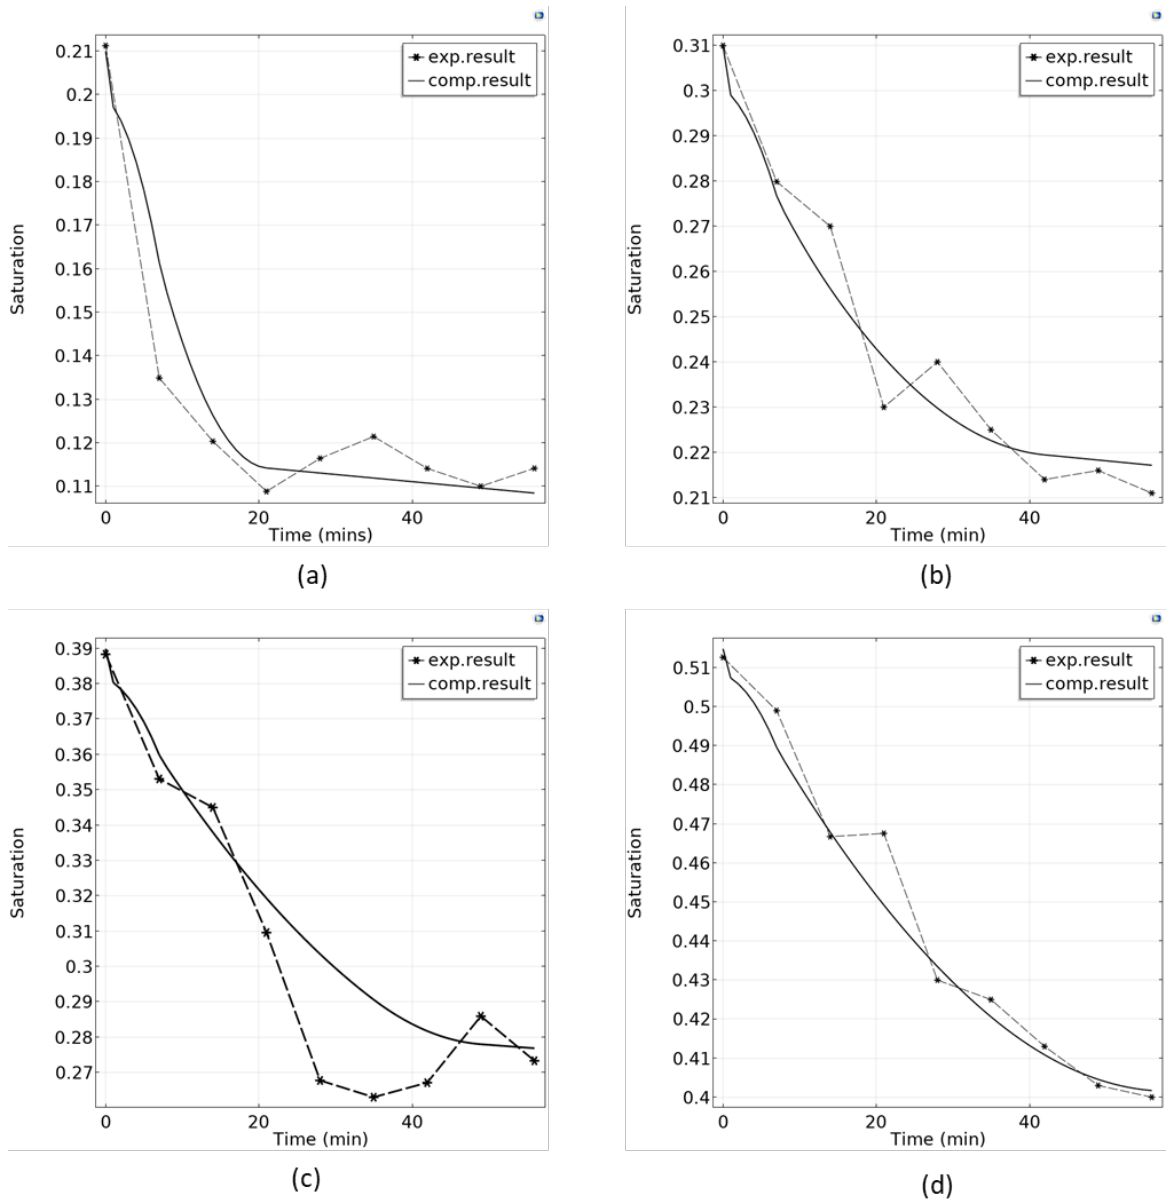 0.21
0.2
0.19
0.18
0.17
0.16
0.15
0.14
0.13
0.12
0.11
Saturation
exp.result
comp.result
0 20 40
Time (mins)
(a)
0.31
0.3
0.29
0.28
0.27
0.26
0.25
0.24
0.23
0.22
0.21
Saturation
exp.result
comp.result
0 20 40
Time (min)
(b)
0.39
0.38
0.37
0.36
0.35
0.34
0.33
0.32
0.31
0.3
0.29
0.28
0.27
Saturation
exp.result
comp.result
0 20 40
Time (min)
(c)
0.51
0.5
0.49
0.48
0.47
0.46
0.45
0.44
0.43
0.42
0.41
0.4
Saturation
exp.result
comp.result
0 20 40
Time (min)
(d)